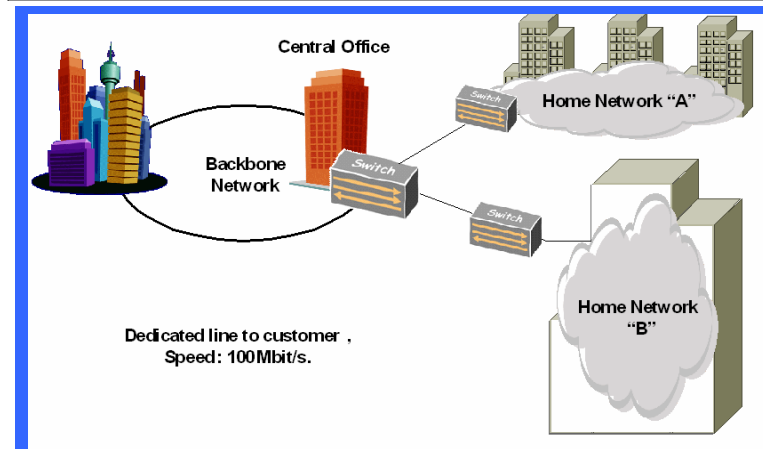 Central Office
Switch
Home Network "A"
Backbone
Network
Switch
Switch
Home Network
"B"
Dedicated line to customer ,
Speed: 100Mbit/s.